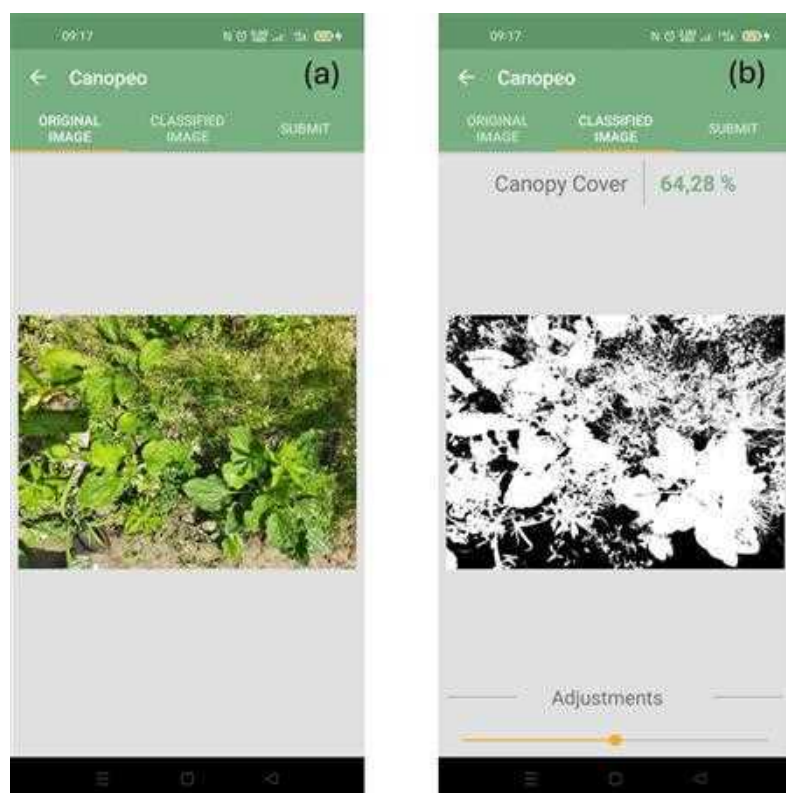 09:17
Canopeo (a)
ORIGINAL IMAGE CLASSIFIED IMAGE SUBMIT
09:17
Canopeo (b)
ORIGINAL IMAGE CLASSIFIED IMAGE SUBMIT
Canopy Cover 64,28 %
Adjustments